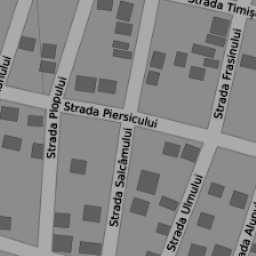 Strada Timiș
Strada Frasinului
Strada Plopului
Strada Piersicului
Strada Salcâmului
Strada Ulmului